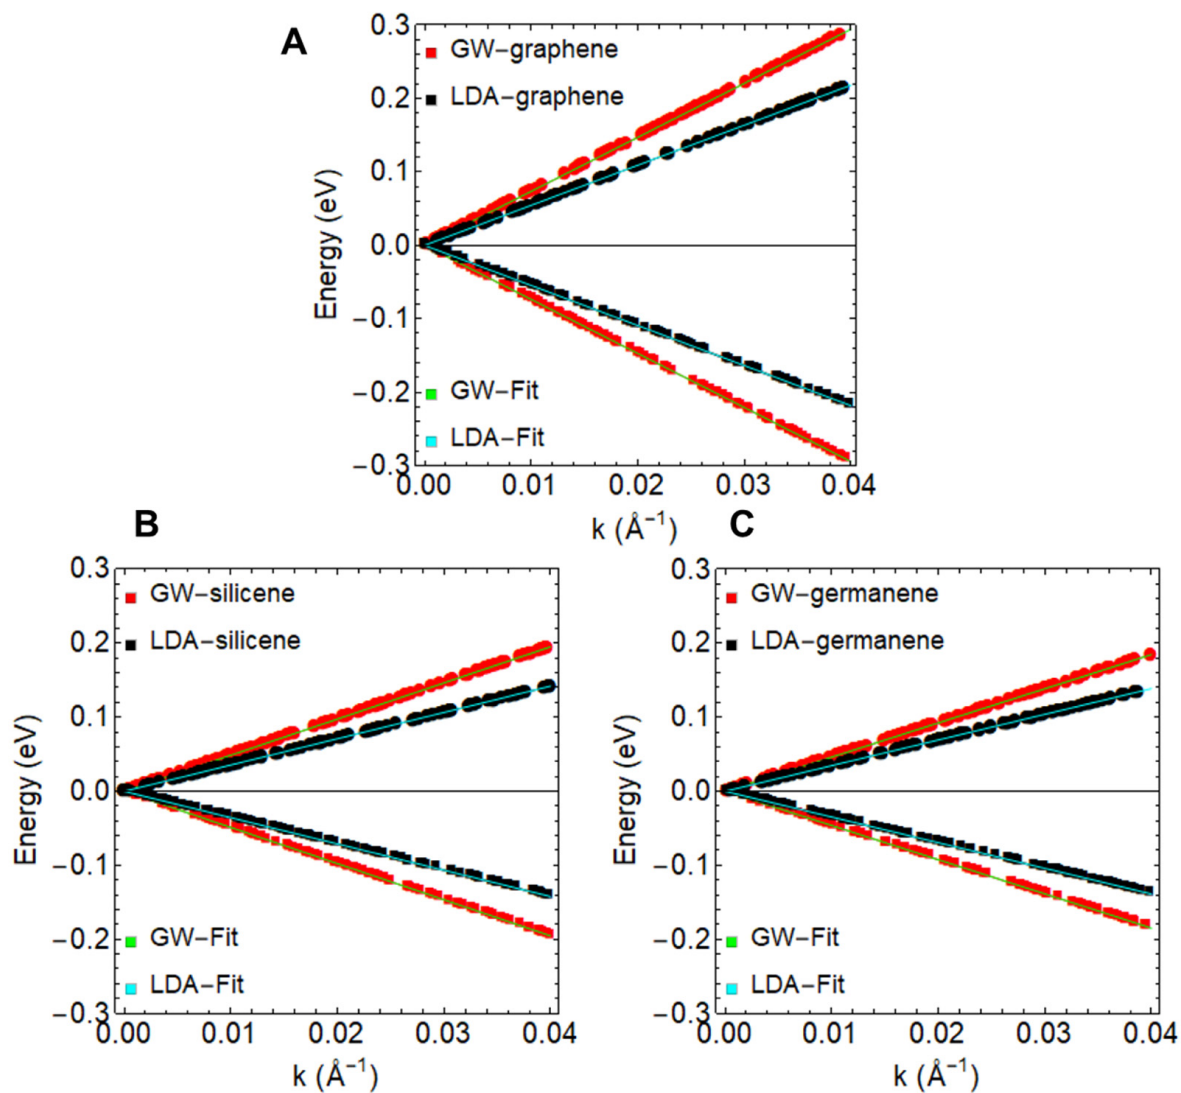 A
GW−graphene
LDA−graphene
GW−Fit
LDA−Fit
Energy (eV)
0.3
0.2
0.1
0.0
−0.1
−0.2
−0.3
0.00 0.01 0.02 0.03 0.04
k (Å⁻¹)
B
GW−silicene
LDA−silicene
GW−Fit
LDA−Fit
Energy (eV)
0.3
0.2
0.1
0.0
−0.1
−0.2
−0.3
0.00 0.01 0.02 0.03 0.04
k (Å⁻¹)
C
GW−germanene
LDA−germanene
GW−Fit
LDA−Fit
Energy (eV)
0.3
0.2
0.1
0.0
−0.1
−0.2
−0.3
0.00 0.01 0.02 0.03 0.04
k (Å⁻¹)